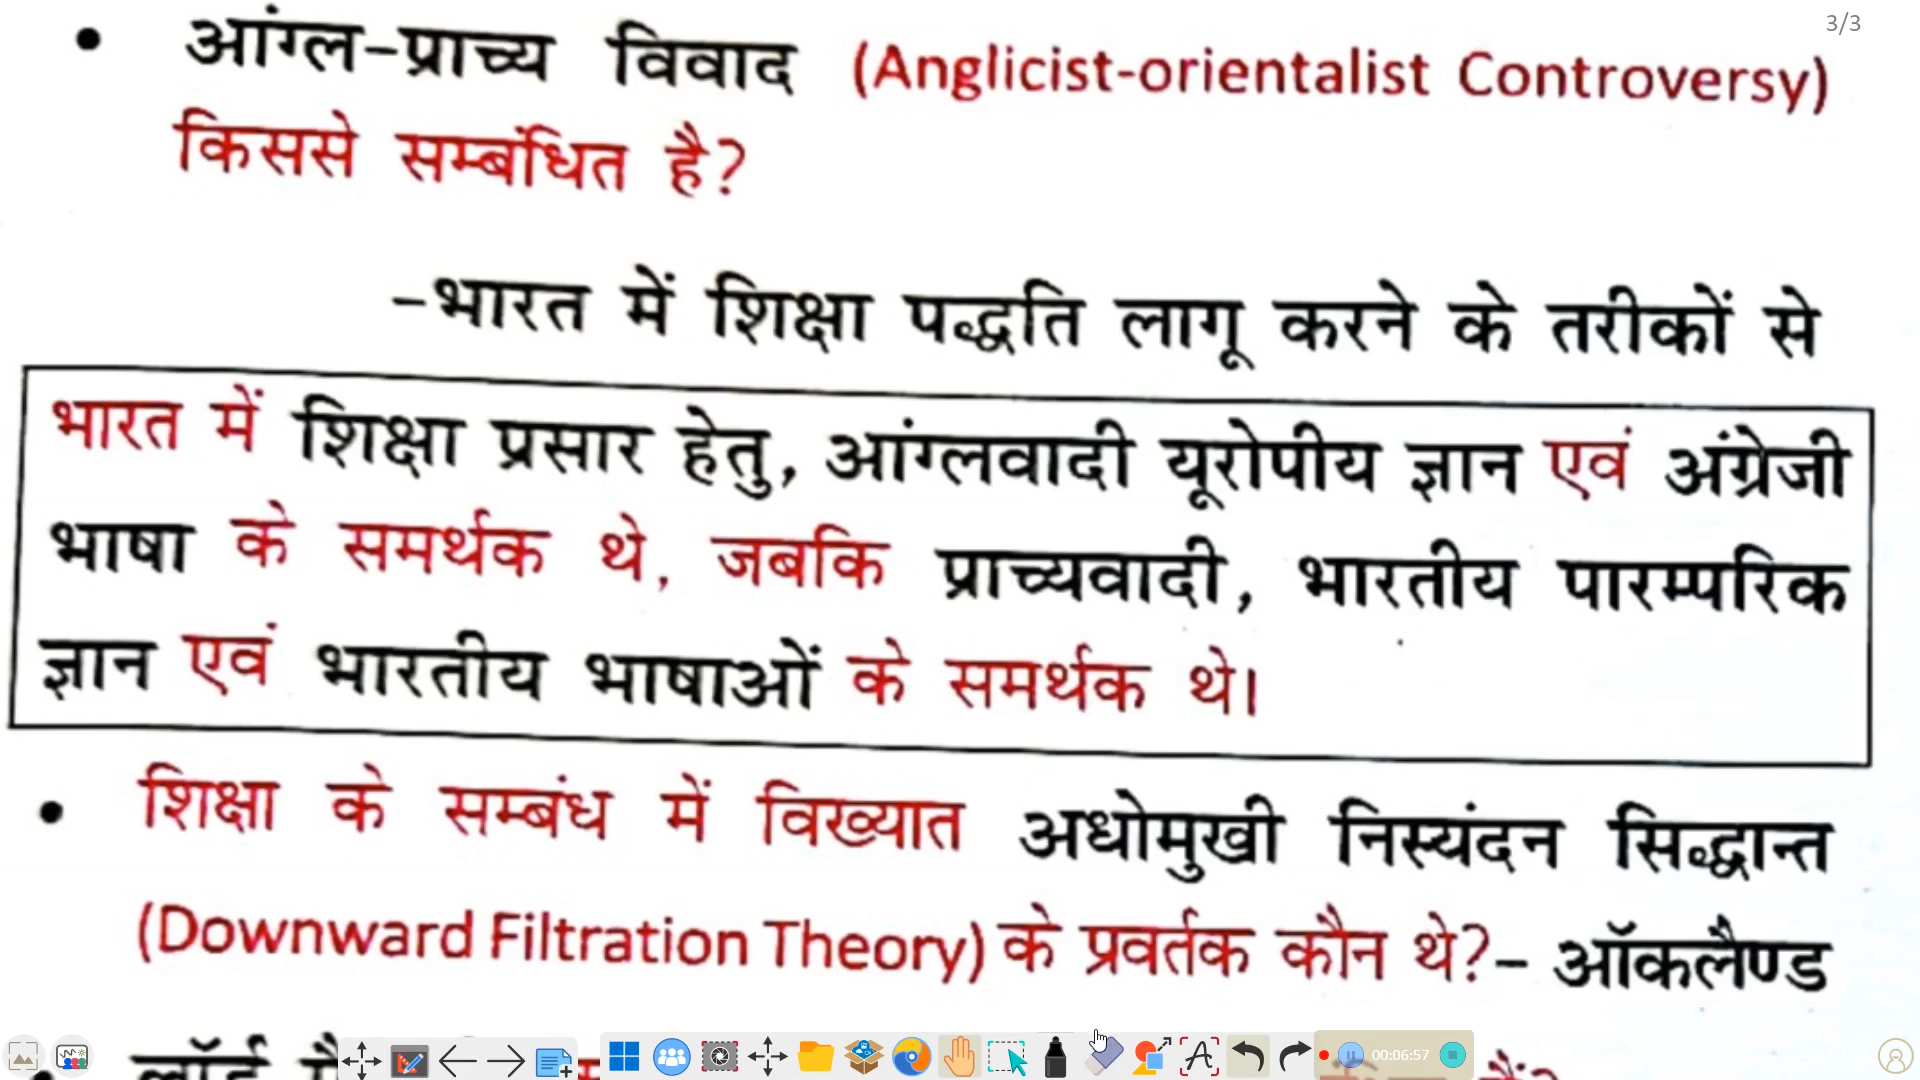 3/3
• आंग्ल-प्राच्य विवाद (Anglicist-orientalist Controversy)
किससे सम्बंधित है?
-भारत में शिक्षा पद्धति लागू करने के तरीकों से
भारत में शिक्षा प्रसार हेतु, आंग्लवादी यूरोपीय ज्ञान एवं अंग्रेजी
भाषा के समर्थक थे, जबकि प्राच्यवादी, भारतीय पारम्परिक
ज्ञान एवं भारतीय भाषाओं के समर्थक थे।
• शिक्षा के सम्बंध में विख्यात अधोमुखी निस्यंदन सिद्धान्त
(Downward Filtration Theory) के प्रवर्तक कौन थे?- ऑकलैण्ड
00:06:57